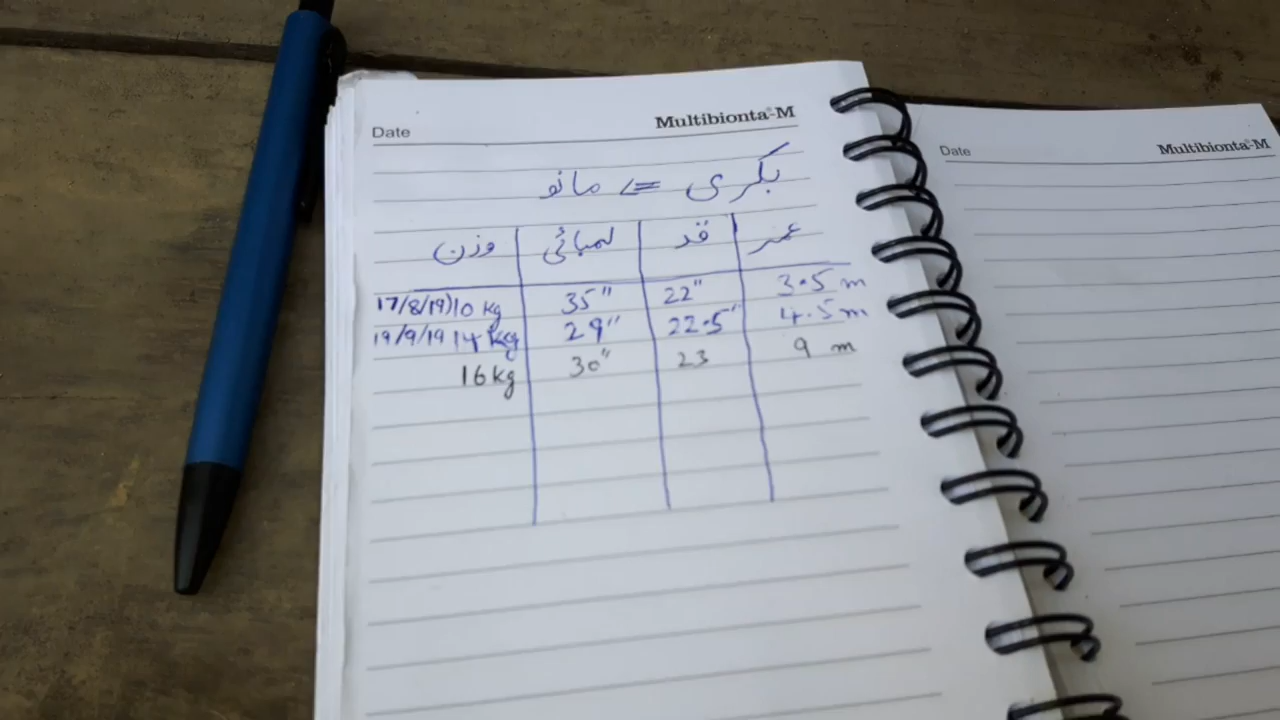 Date Multibionta®-M
بکری => مانو
عمر قد لمبائی وزن
17/8/19) 10 kg 35" 22" 3.5 m
19/9/19 14 kg 29" 22.5" 4.5 m
16 kg 30" 23 9 m
Date Multibionta®-M